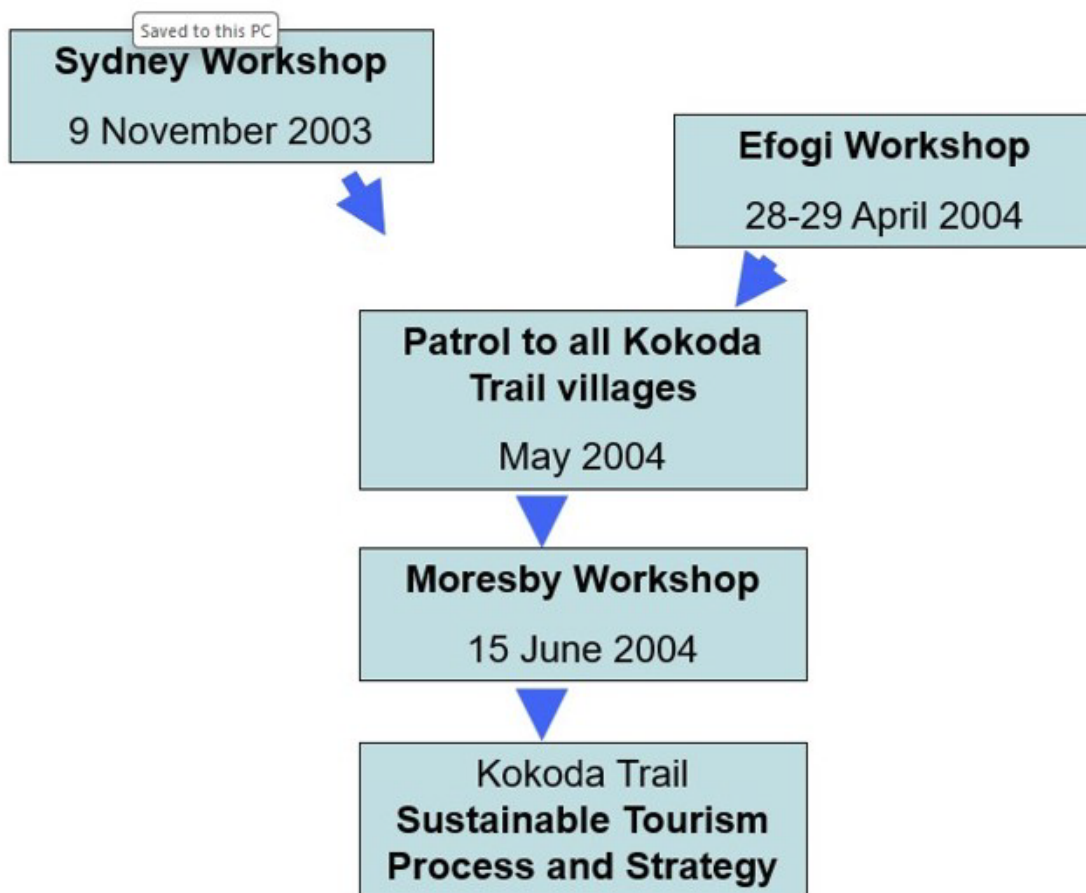 Saved to this PC
Sydney Workshop
9 November 2003
Efogi Workshop
28-29 April 2004
Patrol to all Kokoda
Trail villages
May 2004
Moresby Workshop
15 June 2004
Kokoda Trail
Sustainable Tourism
Process and Strategy